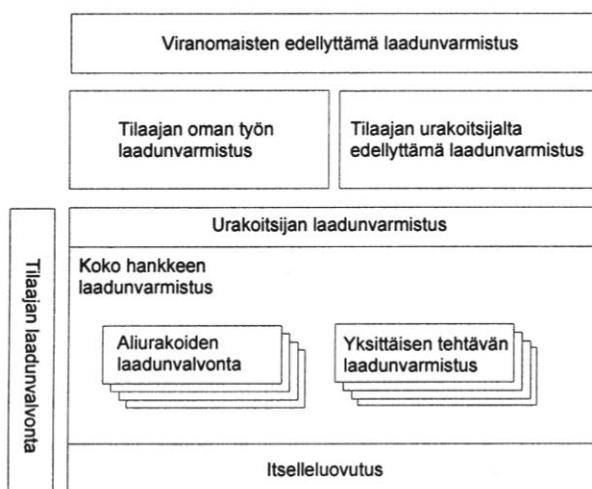 Viranomaisten edellyttämä laadunvarmistus
Tilaajan oman työn
laadunvarmistus
Tilaajan urakoitsijalta
edellyttämä laadunvarmistus
Tilaajan laadunvalvonta
Urakoitsijan laadunvarmistus
Koko hankkeen
laadunvarmistus
Aliurakoiden
laadunvalvonta
Yksittäisen tehtävän
laadunvarmistus
Itselleluovutus